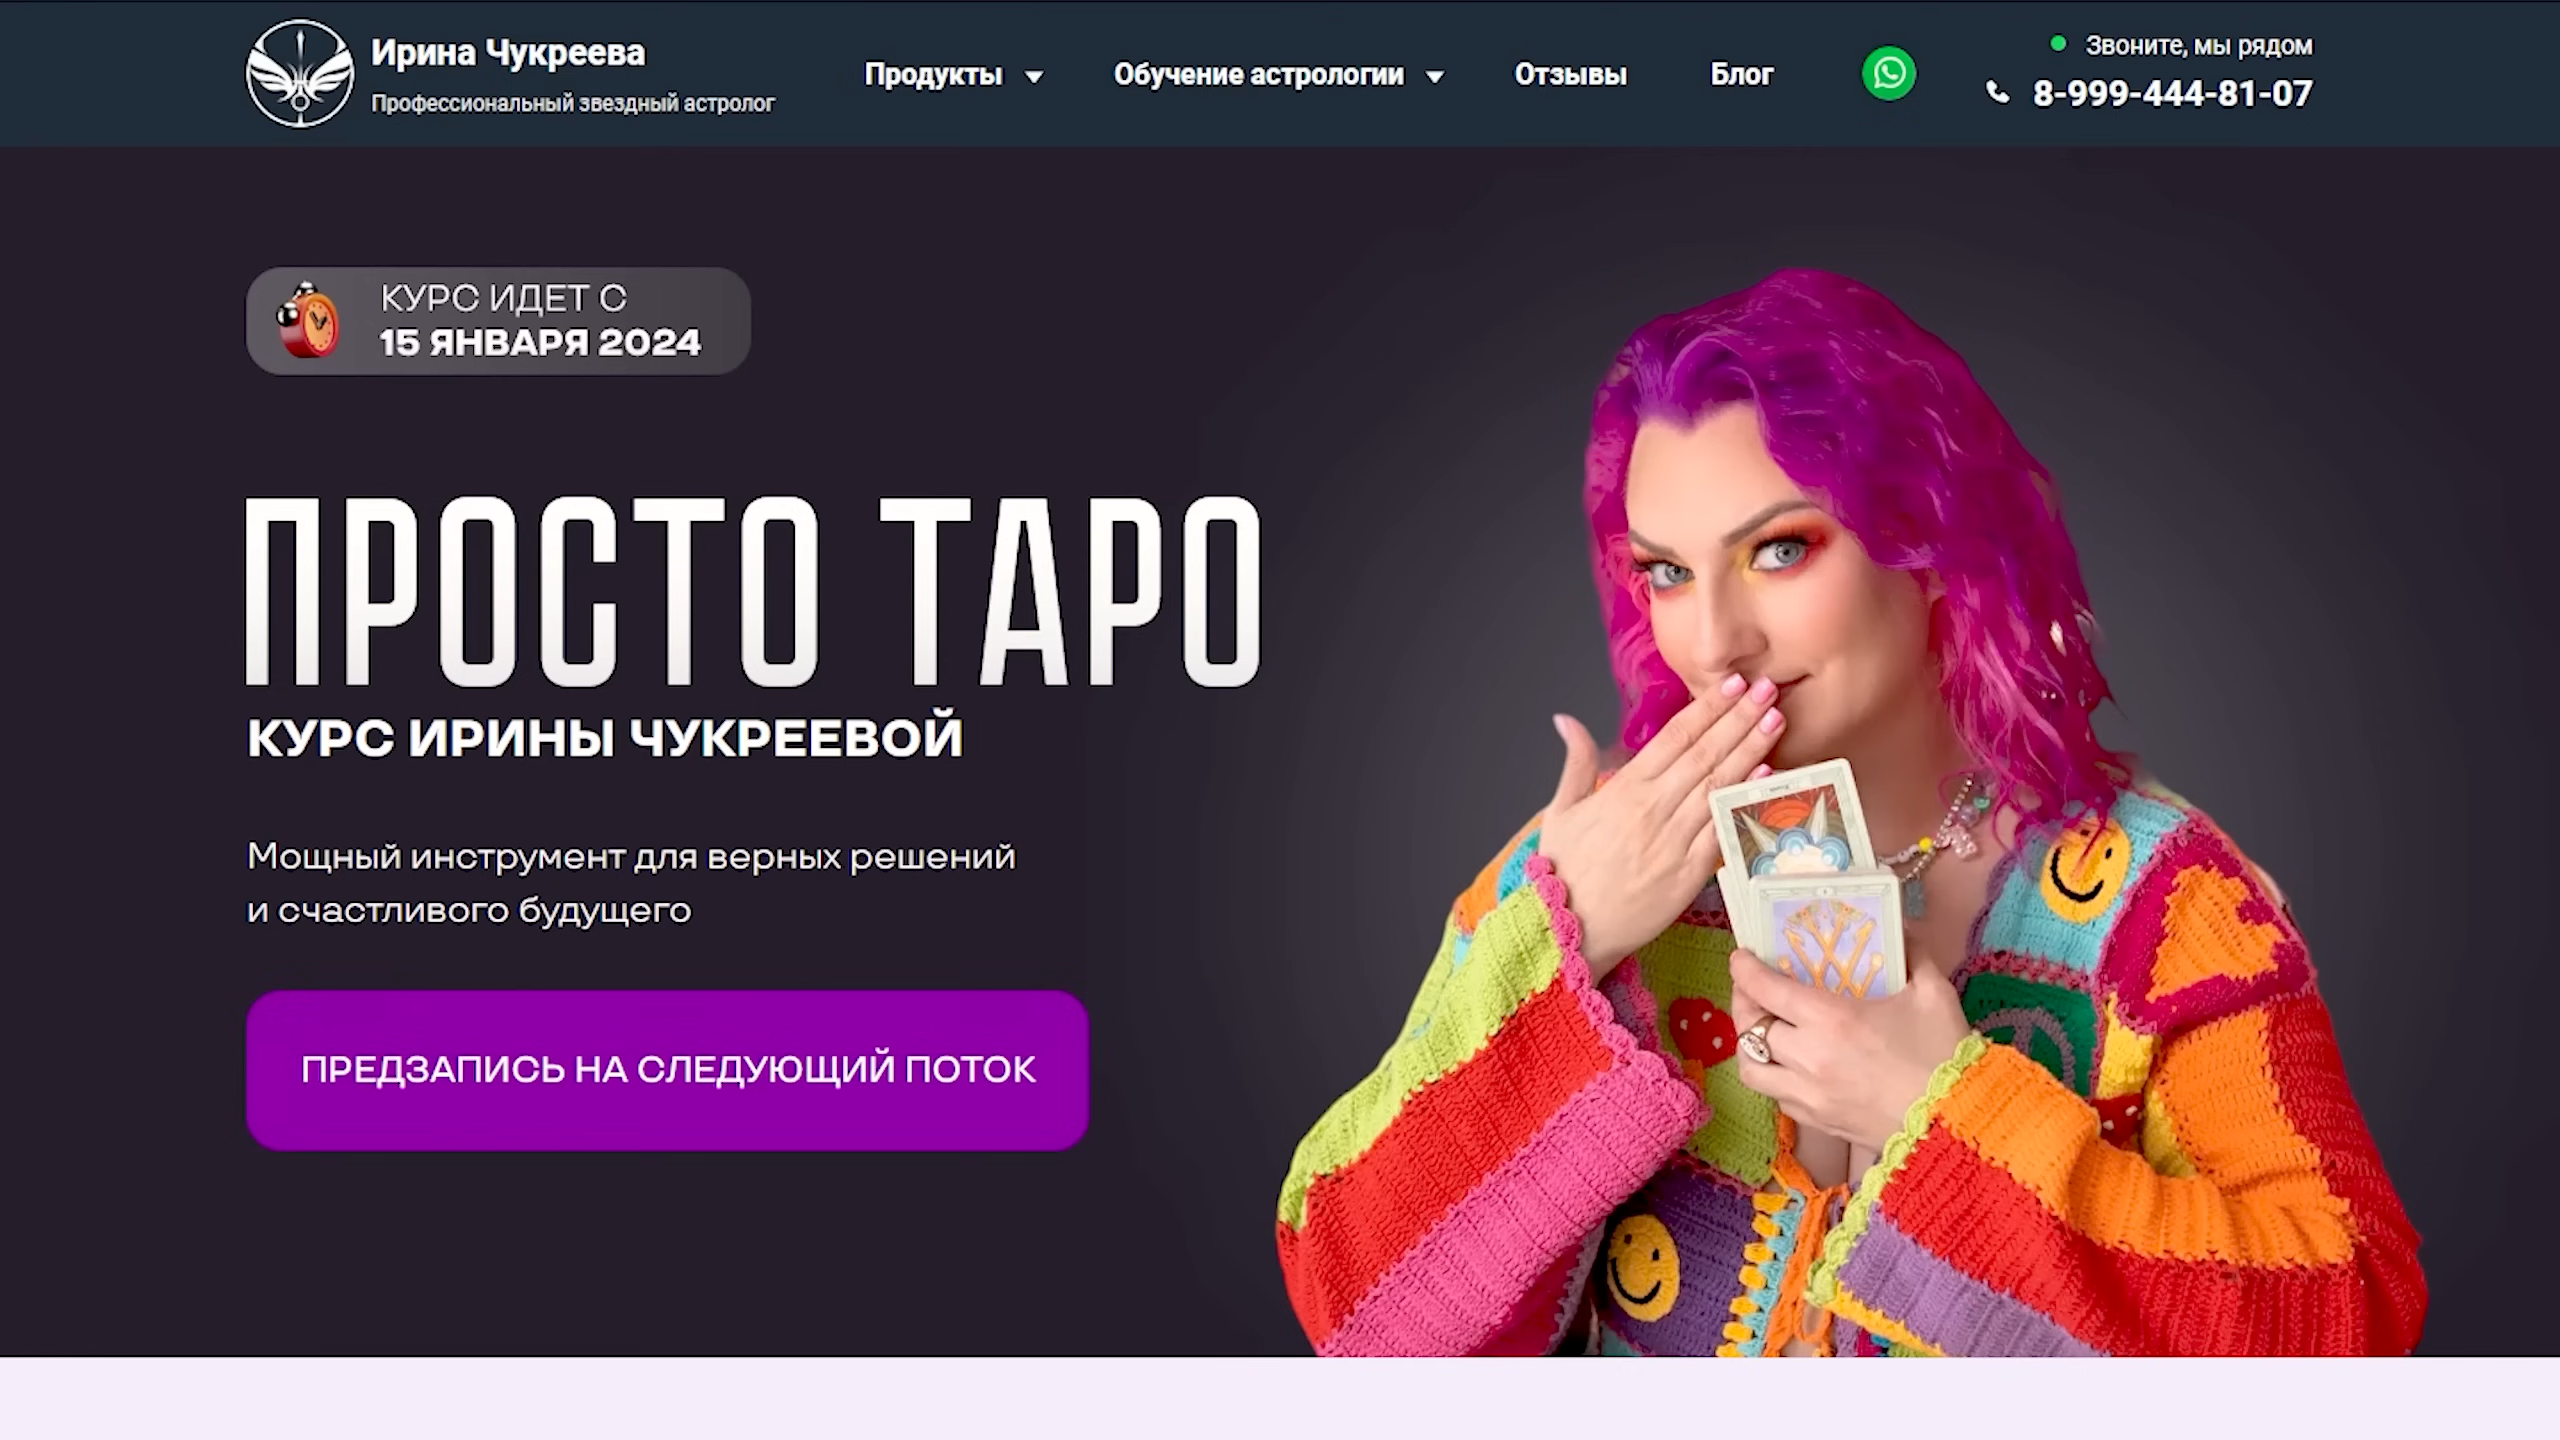 Ирина Чукреева
Профессиональный звездный астролог
Продукты
Обучение астрологии
Отзывы
Блог
Звоните, мы рядом
8-999-444-81-07
КУРС ИДЕТ С
15 ЯНВАРЯ 2024
ПРОСТО ТАРО
КУРС ИРИНЫ ЧУКРЕЕВОЙ
Мощный инструмент для верных решений
и счастливого будущего
ПРЕДЗАПИСЬ НА СЛЕДУЮЩИЙ ПОТОК